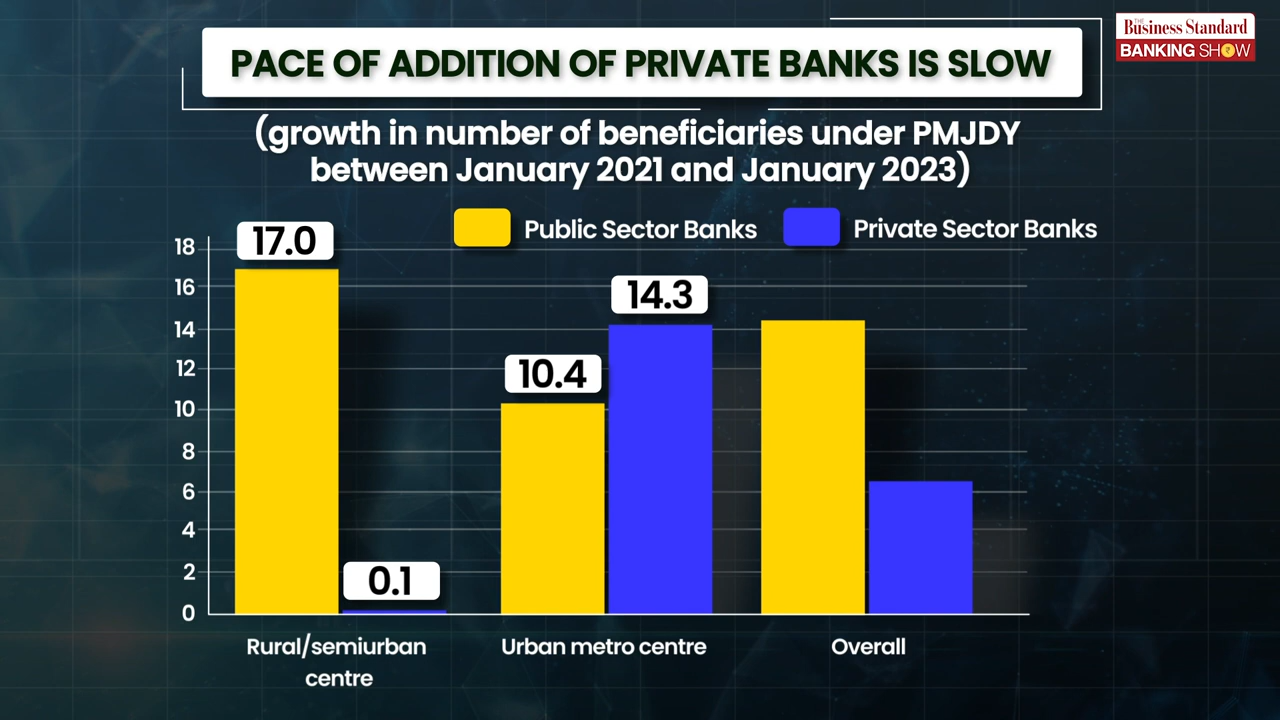 THE
Business Standard
BANKING SHOW
PACE OF ADDITION OF PRIVATE BANKS IS SLOW
(growth in number of beneficiaries under PMJDY
between January 2021 and January 2023)
Public Sector Banks
Private Sector Banks
18
16
14
12
10
8
6
4
2
0
17.0
0.1
10.4
14.3
Rural/semiurban
centre
Urban metro centre
Overall